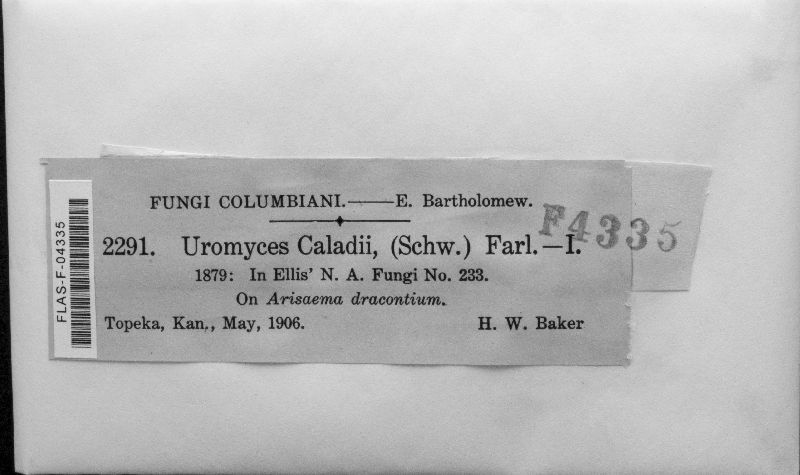 FUNGI COLUMBIANI.——E. Bartholomew.
F4335
2291. Uromyces Caladii, (Schw.) Farl.—I.
1879: In Ellis' N. A. Fungi No. 233.
On Arisaema dracontium.
Topeka, Kan., May, 1906. H. W. Baker
FLAS-F-04335